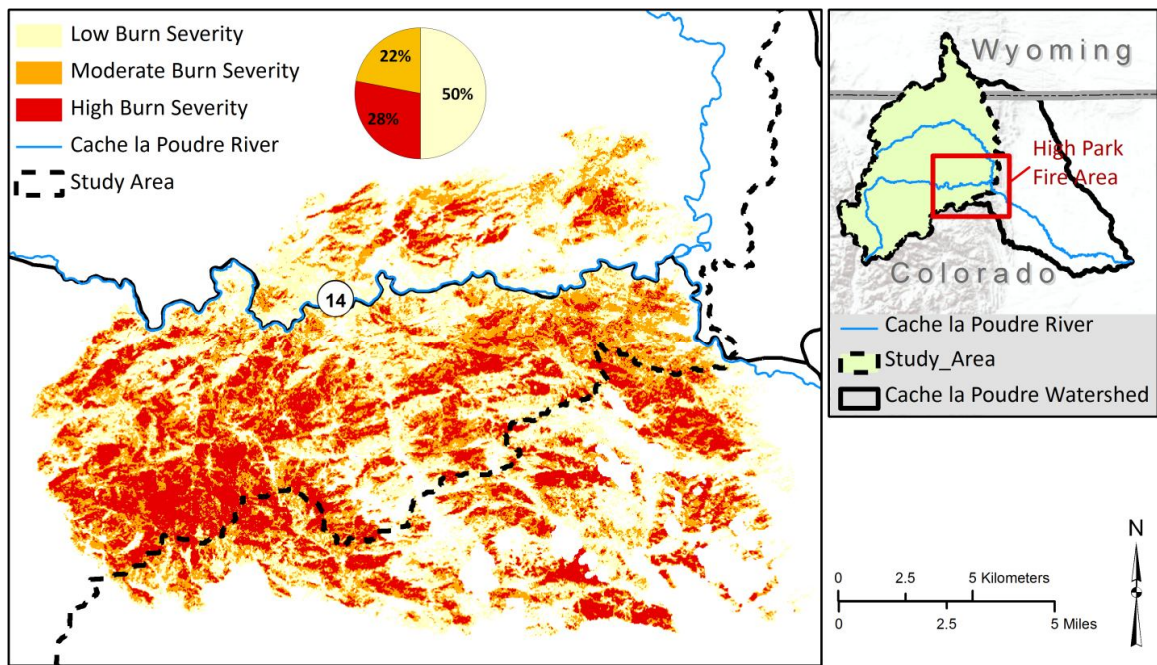 Low Burn Severity
Moderate Burn Severity
High Burn Severity
Cache la Poudre River
Study Area
22%
50%
28%
14
Wyoming
High Park
Fire Area
Colorado
Cache la Poudre River
Study_Area
Cache la Poudre Watershed
N
0 2.5 5 Kilometers
0 2.5 5 Miles